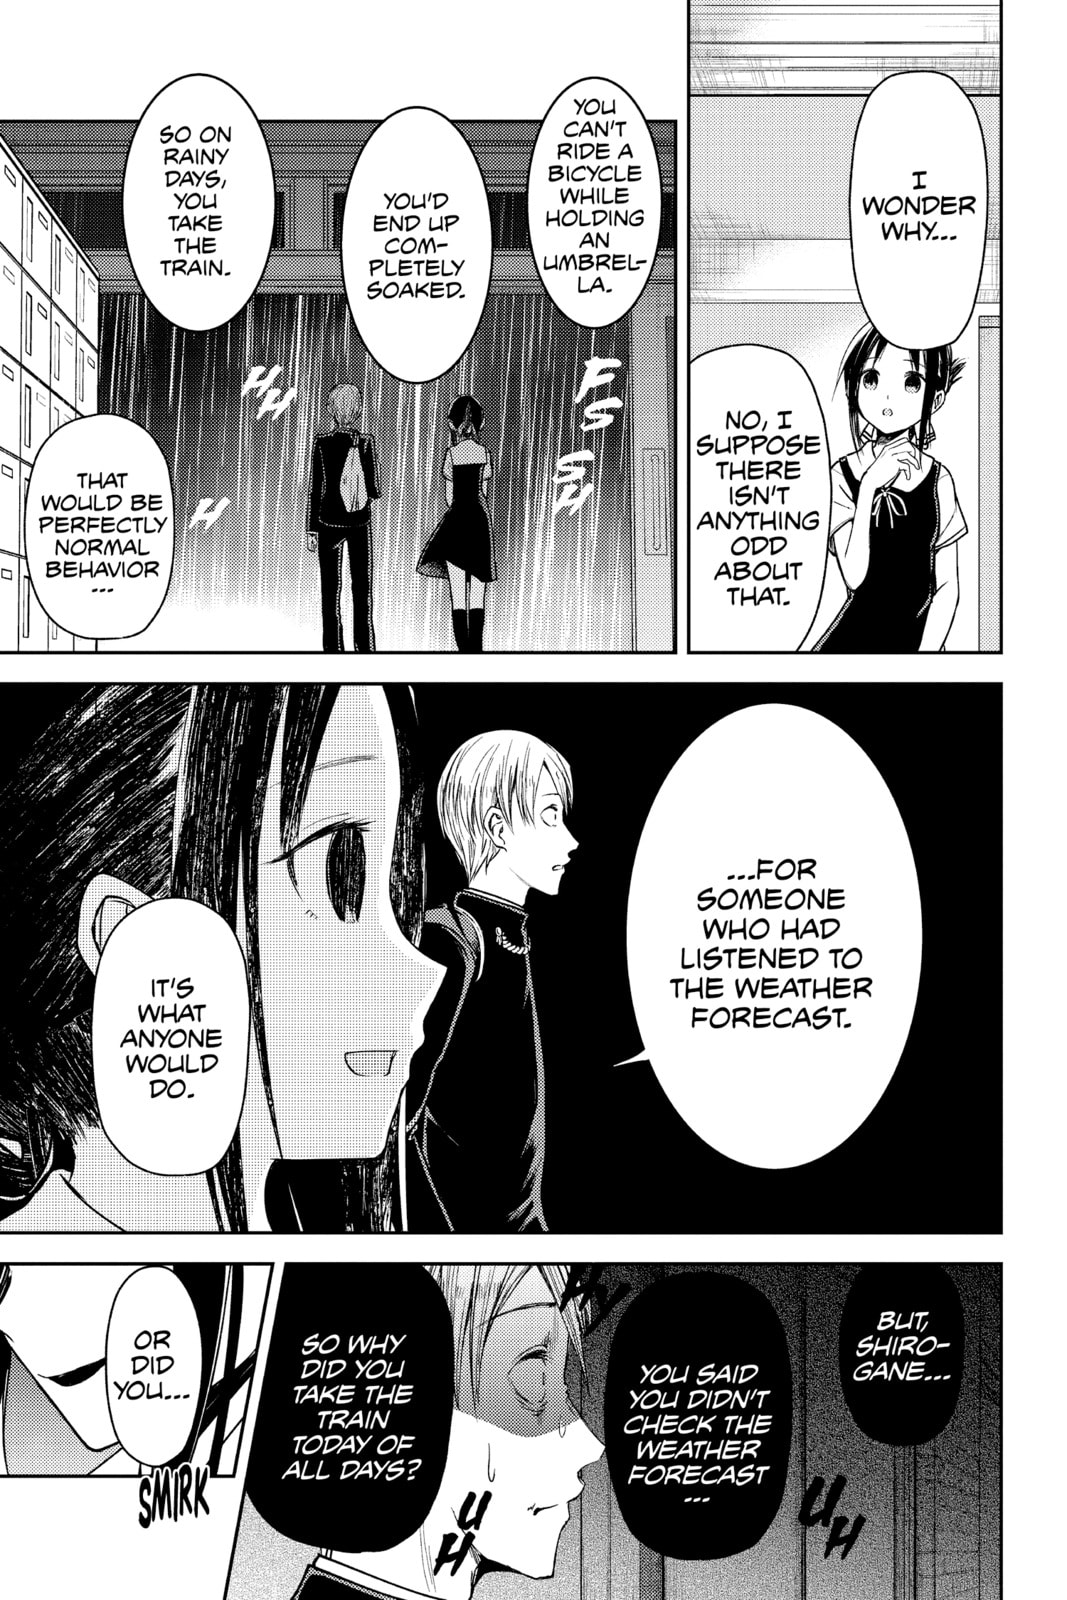 I
WONDER
WHY...
NO, I
SUPPOSE
THERE
ISN'T
ANYTHING
ODD
ABOUT
THAT.
YOU
CAN'T
RIDE A
BICYCLE
WHILE
HOLDING
AN
UMBREL-
LA.
YOU'D
END UP
COM-
PLETELY
SOAKED.
SO ON
RAINY
DAYS,
YOU
TAKE
THE
TRAIN.
F
S
S
H
H
H
H
THAT
WOULD BE
PERFECTLY
NORMAL
BEHAVIOR
...
...FOR
SOMEONE
WHO HAD
LISTENED TO
THE WEATHER
FORECAST.
IT'S
WHAT
ANYONE
WOULD
DO.
BUT,
SHIRO-
GANE...
YOU SAID
YOU DIDN'T
CHECK THE
WEATHER
FORECAST
...
UH
UH
UH
SO WHY
DID YOU
TAKE THE
TRAIN
TODAY OF
ALL DAYS?
OR
DID
YOU...
SMIRK